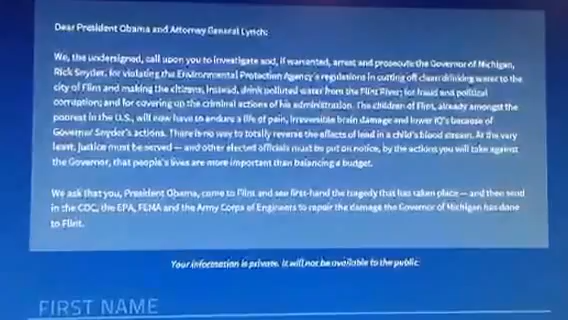 Dear President Obama and Attorney General Lynch:
We, the undersigned, call upon you to investigate and, if warranted, arrest and prosecute the Governor of Michigan,
Rick Snyder, for violating the Environmental Protection Agency's regulations in cutting off clean drinking water to the
city of Flint and making the citizens, instead, drink polluted water from the Flint River; for fraud and political
corruption; and for covering up the criminal actions of his administration. The children of Flint, already amongst the
poorest in the U.S., will now have to endure a life of pain, irreversible brain damage and lower IQ's because of
Governor Snyder's actions. There is no way to totally reverse the effects of lead in a child's blood stream. At the very
least, justice must be served — and other elected officials must be put on notice, by the actions you will take against
the Governor, that people's lives are more important than balancing a budget.
We ask that you, President Obama, come to Flint and see first-hand the tragedy that has taken place — and then send
in the CDC, the EPA, FEMA and the Army Corps of Engineers to repair the damage the Governor of Michigan has done
to Flint.
Your information is private. It will not be available to the public.
FIRST NAME